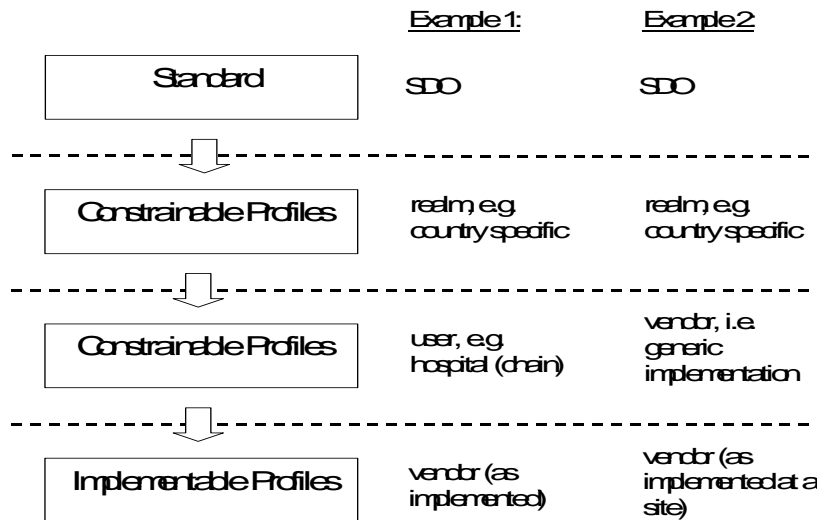 Example 1: Example 2:
Standard SDO SDO
Constrainable Profiles
realm, e.g.
country specific
realm, e.g.
country specific
Constrainable Profiles
user, e.g.
hospital (chain)
vendor, i.e.
generic
implementation
Implementable Profiles
vendor (as
implemented)
vendor (as
implemented at a
site)